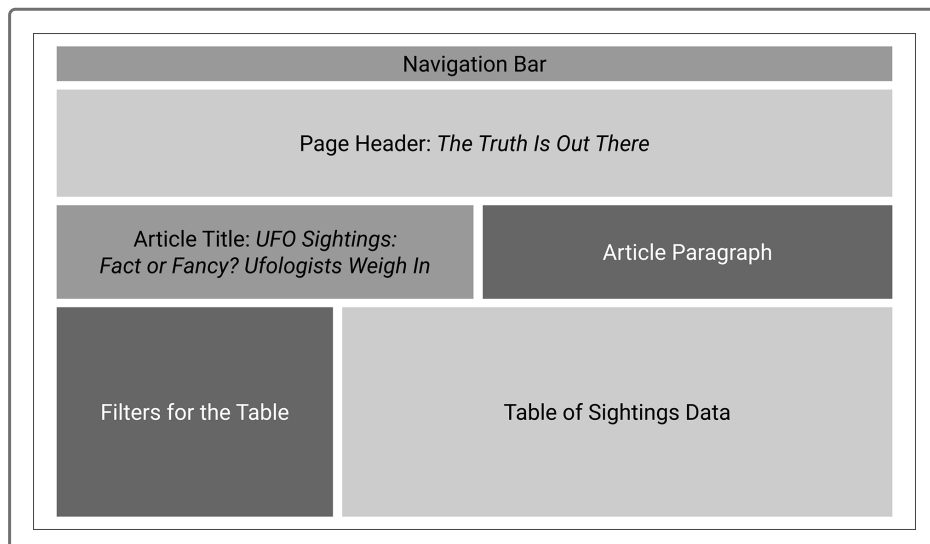 Navigation Bar
Page Header: The Truth Is Out There
Article Title: UFO Sightings:
Fact or Fancy? Ufologists Weigh In
Article Paragraph
Filters for the Table
Table of Sightings Data